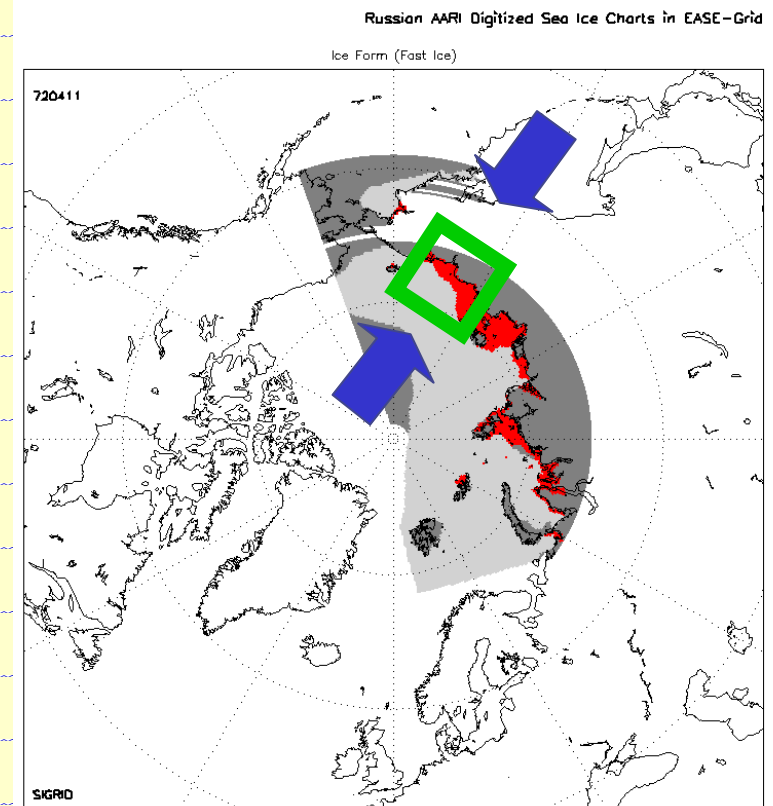 Russian AARI Digitized Sea Ice Charts in EASE-Grid
Ice Form (Fast Ice)
720411
SIGRID